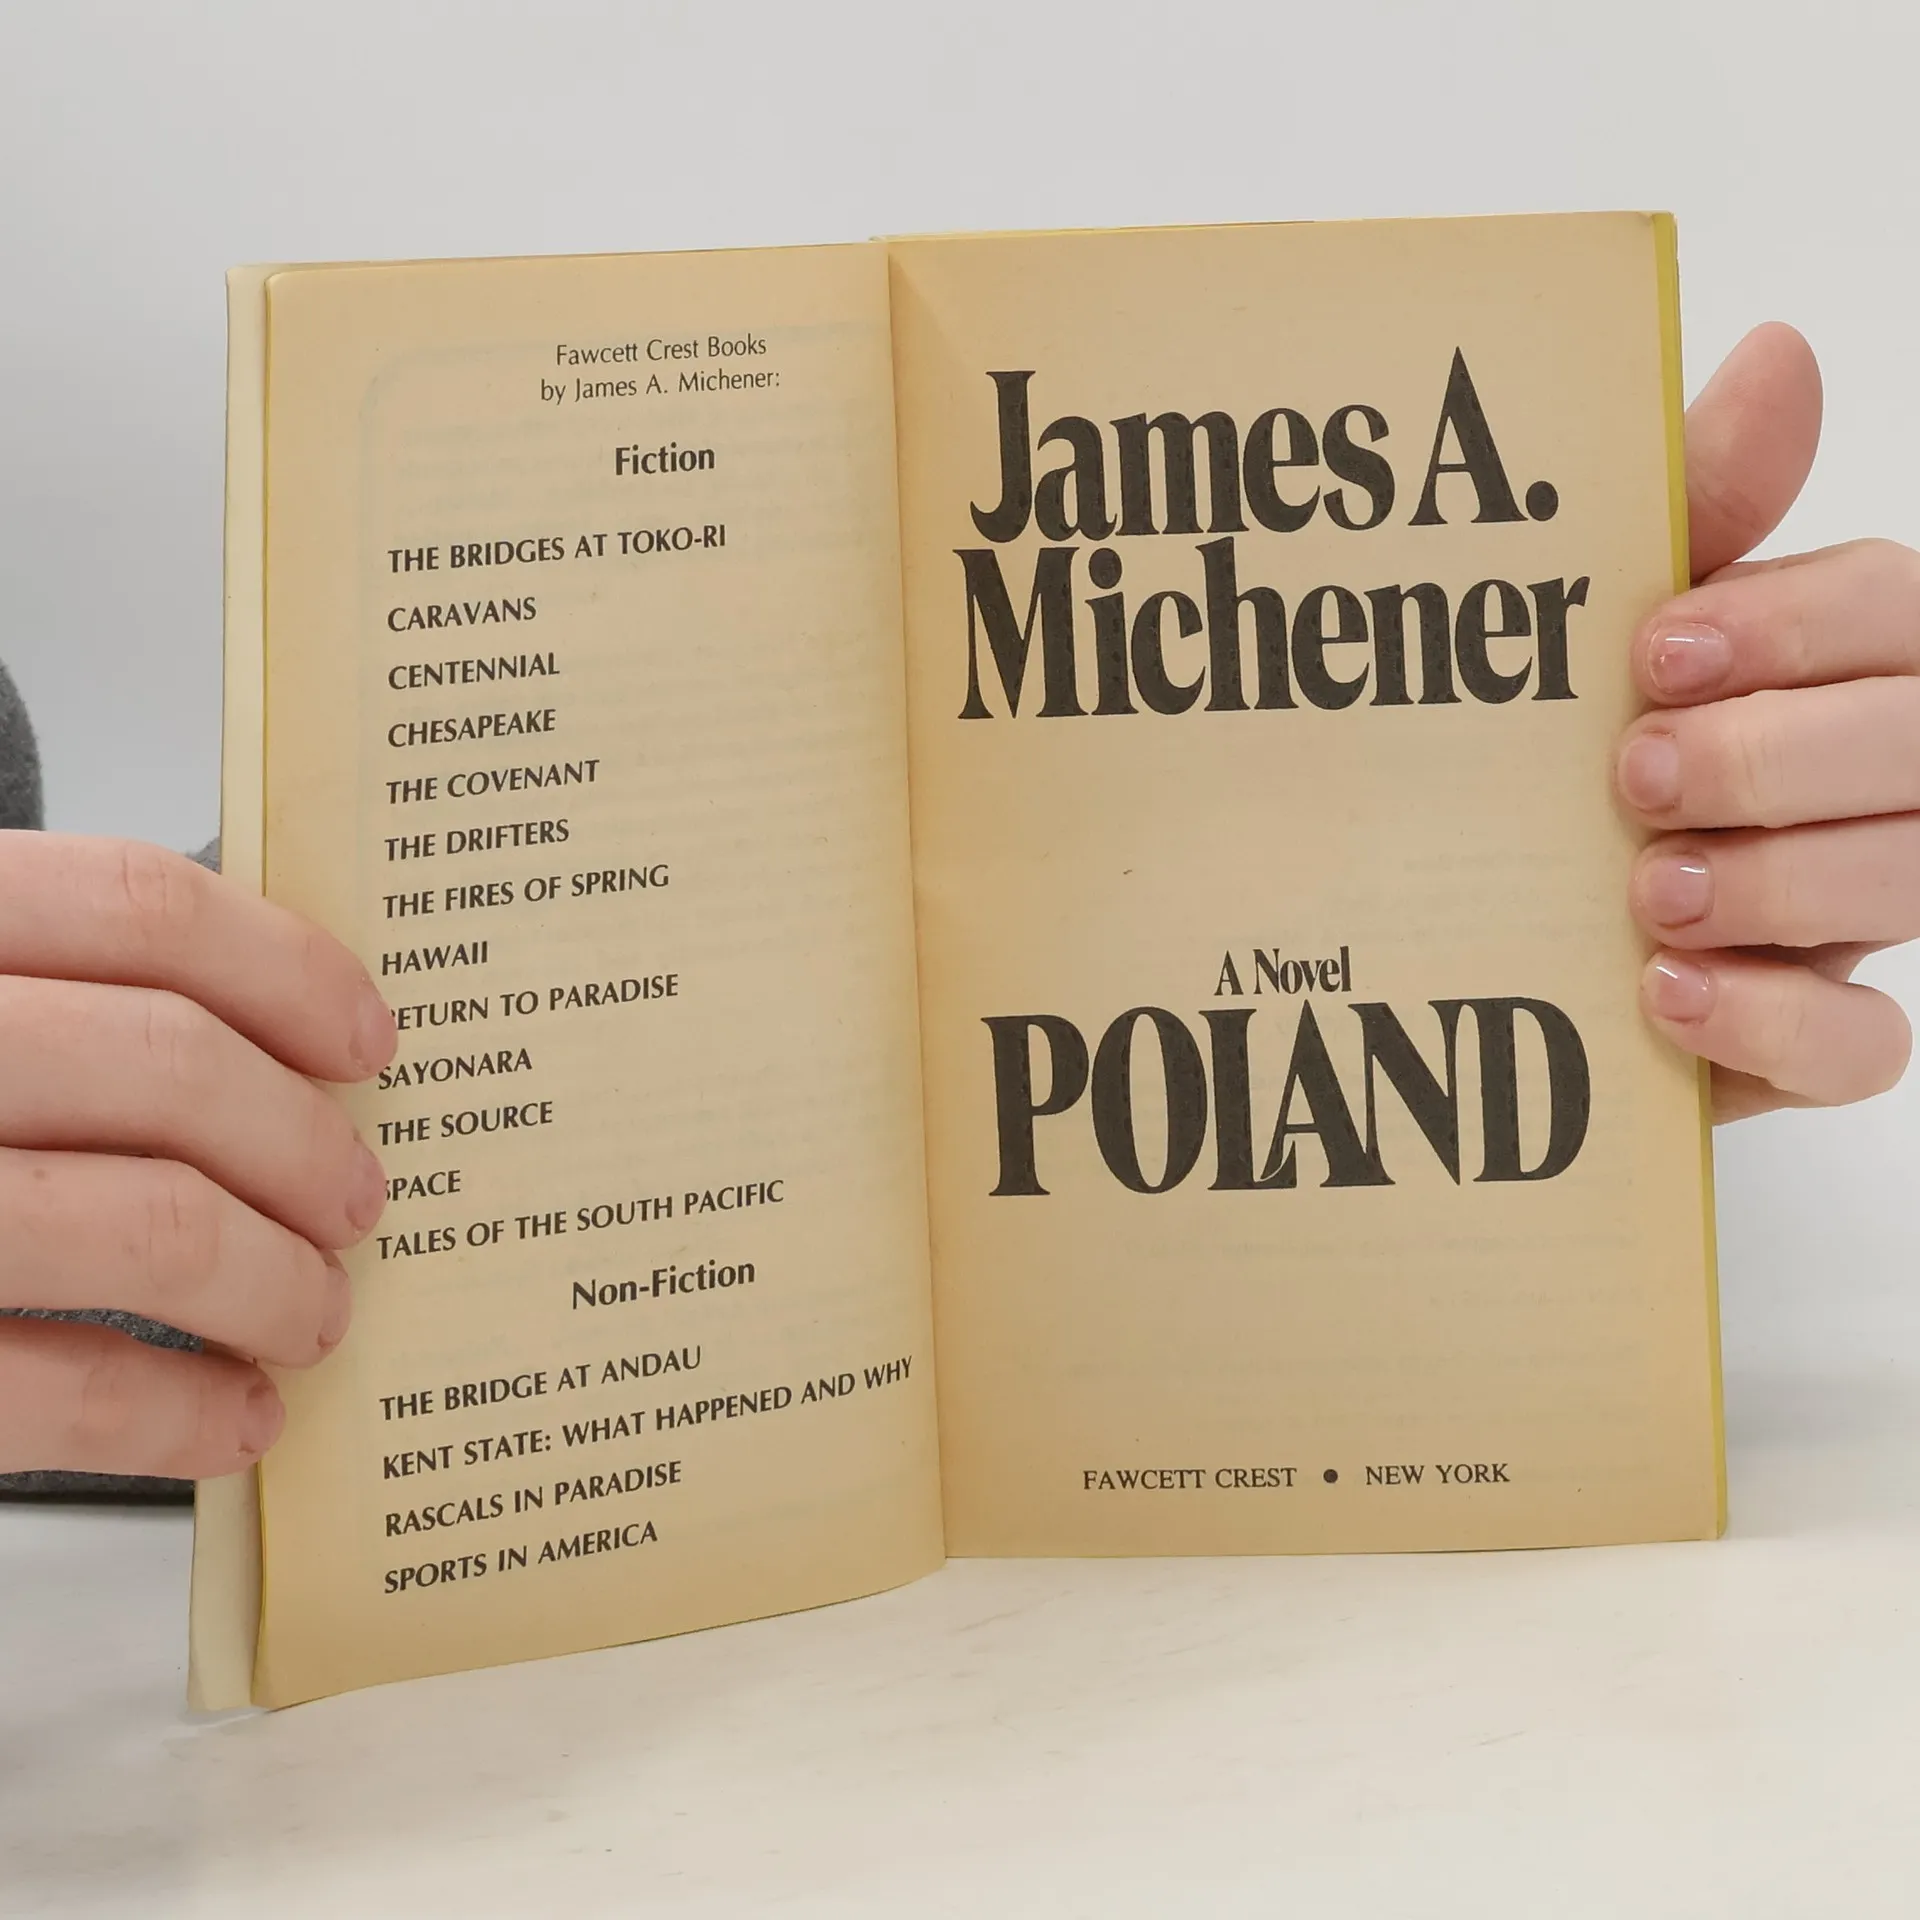 Fawcett Crest Books
by James A. Michener:
Fiction
THE BRIDGES AT TOKO-RI
CARAVANS
CENTENNIAL
CHESAPEAKE
THE COVENANT
THE DRIFTERS
THE FIRES OF SPRING
HAWAII
RETURN TO PARADISE
SAYONARA
THE SOURCE
SPACE
TALES OF THE SOUTH PACIFIC
Non-Fiction
THE BRIDGE AT ANDAU
KENT STATE: WHAT HAPPENED AND WHY
RASCALS IN PARADISE
SPORTS IN AMERICA
James A.
Michener
A Novel
POLAND
FAWCETT CREST ● NEW YORK